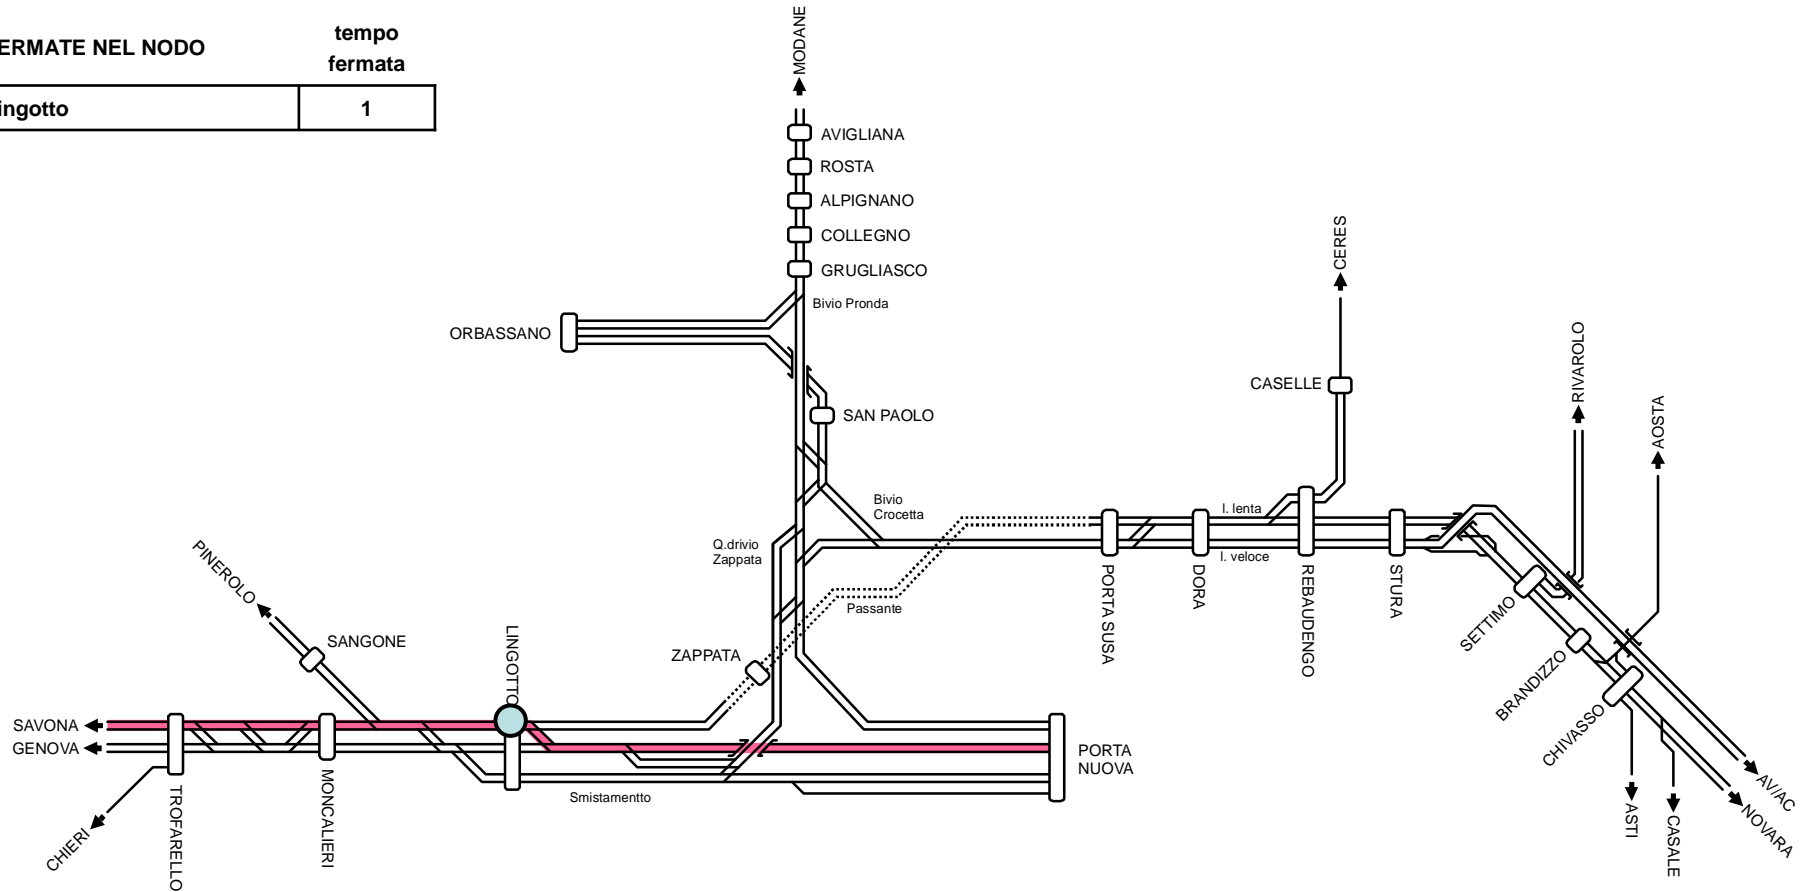 ERMATE NEL NODO
tempo
fermata
ingotto
1
MODANE
AVIGLIANA
ROSTA
ALPIGNANO
COLLEGNO
GRUGLIASCO
Bivio Pronda
ORBASSANO
SAN PAOLO
CERES
CASELLE
RIVAROLO
AOSTA
Bivio
Crocetta
l. lenta
l. veloce
Q.drivio
Zappata
Passante
PINEROLO
SANGONE
LINGOTTO
ZAPPATA
PORTA SUSA
DORA
REBAUDENGO
STURA
SETTIMO
BRANDIZZO
CHIVASSO
SAVONA
GENOVA
CHIERI
TROFARELLO
MONCALIERI
Smistamentto
PORTA
NUOVA
ASTI
CASALE
NOVARA
AV/AC